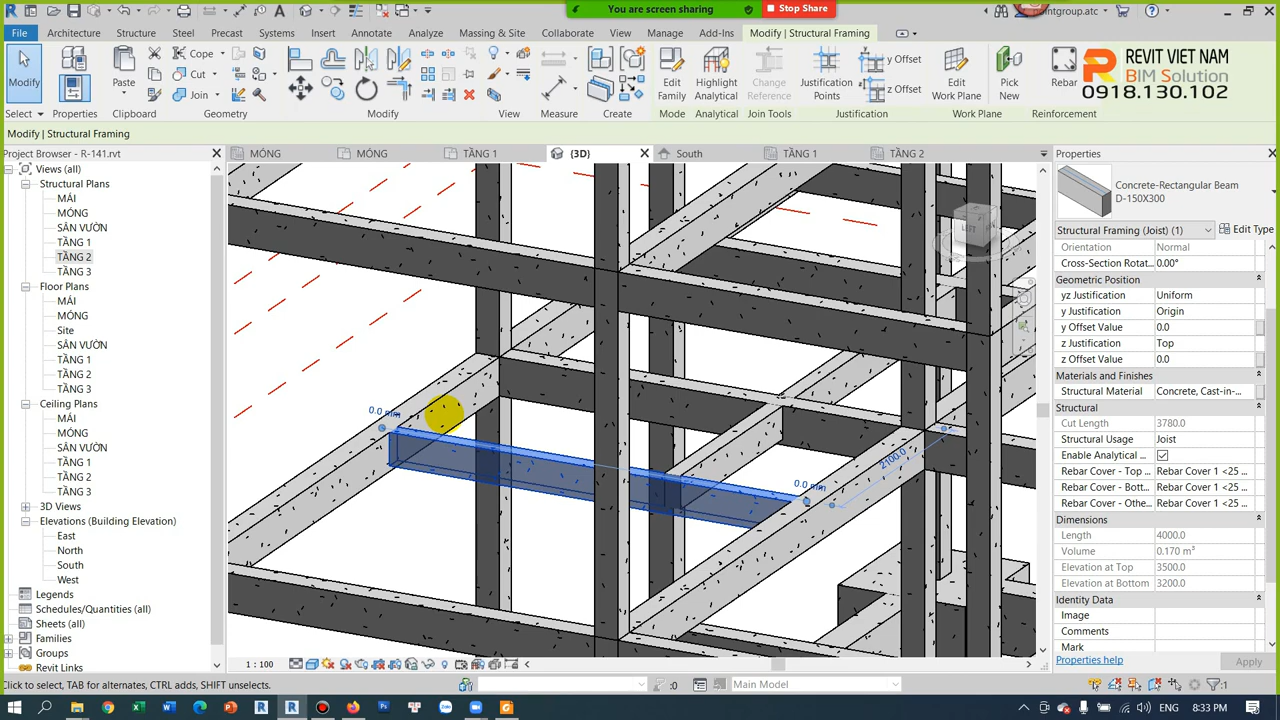 You are screen sharing
Stop Share
pointgroup.atc
File
Architecture
Structure
Steel
Precast
Systems
Insert
Annotate
Analyze
Massing & Site
Collaborate
View
Manage
Add-Ins
Modify | Structural Framing
Modify
Paste
Cope
Cut
Join
Edit
Family
Highlight
Analytical
Change
Reference
Justification
Points
y Offset
z Offset
Edit
Work Plane
Pick
New
Rebar
REVIT VIET NAM
BIM Solution
0918.130.102
Select
Properties
Clipboard
Geometry
Modify
View
Measure
Create
Mode
Analytical
Join Tools
Justification
Work Plane
Reinforcement
Modify | Structural Framing
Project Browser - R-141.rvt
MÓNG
MÓNG
TẦNG 1
(3D)
South
TẦNG 1
TẦNG 2
Properties
Views (all)
Structural Plans
MÁI
MÓNG
SÂN VƯỜN
TẦNG 1
TẦNG 2
TẦNG 3
Floor Plans
MÁI
MÓNG
Site
SÂN VƯỜN
TẦNG 1
TẦNG 2
TẦNG 3
Ceiling Plans
MÁI
MÓNG
SÂN VƯỜN
TẦNG 1
TẦNG 2
TẦNG 3
3D Views
Elevations (Building Elevation)
East
North
South
West
Legends
Schedules/Quantities (all)
Sheets (all)
Families
Groups
Revit Links
LEFT
0.0 mm
0.0 mm
2100.0
Concrete-Rectangular Beam
D-150X300
Structural Framing (Joist) (1)
Edit Type
Orientation Normal
Cross-Section Rotat... 0.00°
Geometric Position
yz Justification Uniform
y Justification Origin
y Offset Value 0.0
z Justification Top
z Offset Value 0.0
Materials and Finishes
Structural Material Concrete, Cast-in-...
Structural
Cut Length 3780.0
Structural Usage Joist
Enable Analytical ...
Rebar Cover - Top ... Rebar Cover 1 <25 ...
Rebar Cover - Bott... Rebar Cover 1 <25 ...
Rebar Cover - Othe... Rebar Cover 1 <25 ...
Dimensions
Length 4000.0
Volume 0.170 m³
Elevation at Top 3500.0
Elevation at Bottom 3200.0
Identity Data
Image
Comments
Mark
Properties help
Apply
1 : 100
Click to select, TAB for alternates, CTRL adds, SHIFT unselects.
:0
Main Model
:1
ENG
8:33 PM